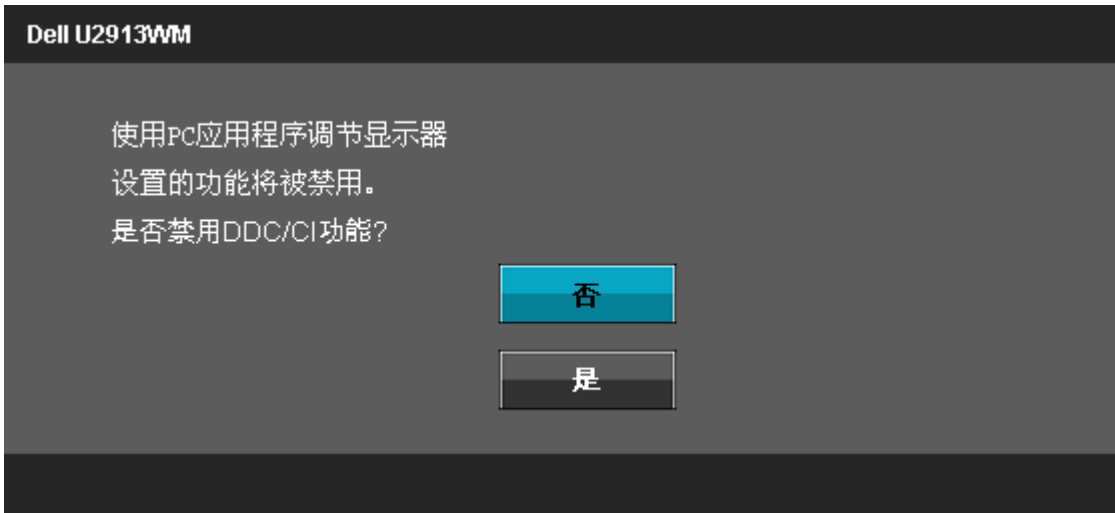 Dell U2913WM
使用PC应用程序调节显示器
设置的功能将被禁用。
是否禁用DDC/CI功能?
否
是